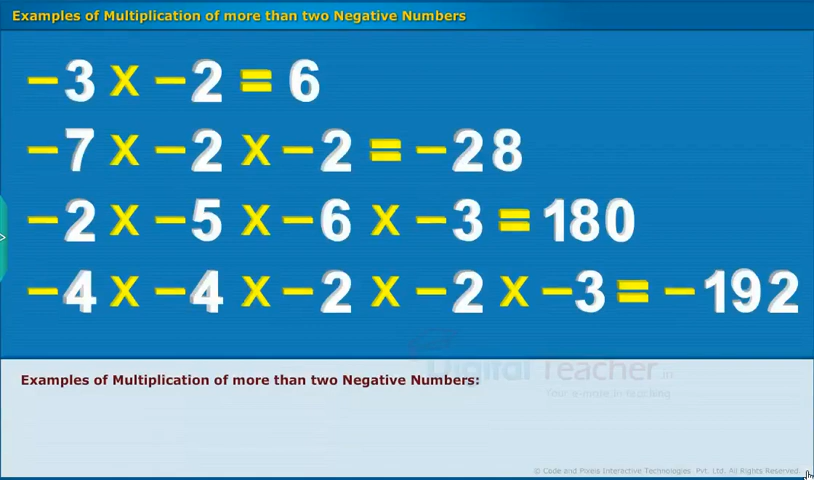 Examples of Multiplication of more than two Negative Numbers
−3 x −2 = 6
−7 x −2 x −2 = −28
−2 x −5 x −6 x −3 = 180
−4 x −4 x −2 x −2 x −3 = −192
Digital Teacher.in
Examples of Multiplication of more than two Negative Numbers:
Your e-mate in teaching
© Code and Pixels Interactive Technologies Pvt. Ltd. All Rights Reserved.